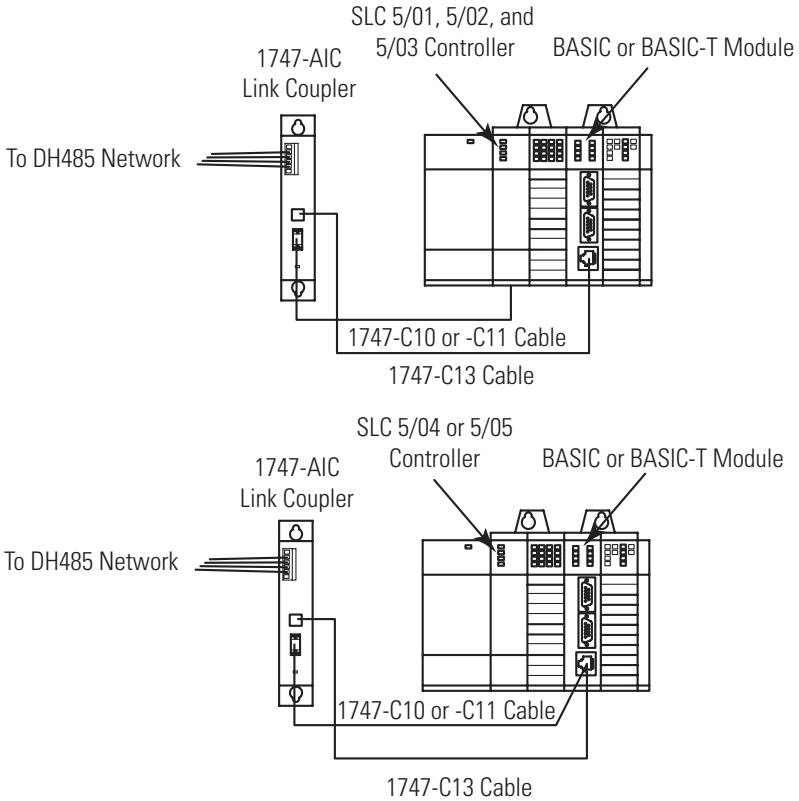 SLC 5/01, 5/02, and
5/03 Controller
BASIC or BASIC-T Module
1747-AIC
Link Coupler
To DH485 Network
1747-C10 or -C11 Cable
1747-C13 Cable
SLC 5/04 or 5/05
Controller
BASIC or BASIC-T Module
1747-AIC
Link Coupler
To DH485 Network
1747-C10 or -C11 Cable
1747-C13 Cable